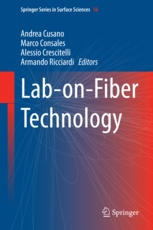 Springer Series in Surface Sciences 56
Andrea Cusano
Marco Consales
Alessio Crescitelli
Armando Ricciardi Editors
Lab-on-Fiber
Technology
Springer